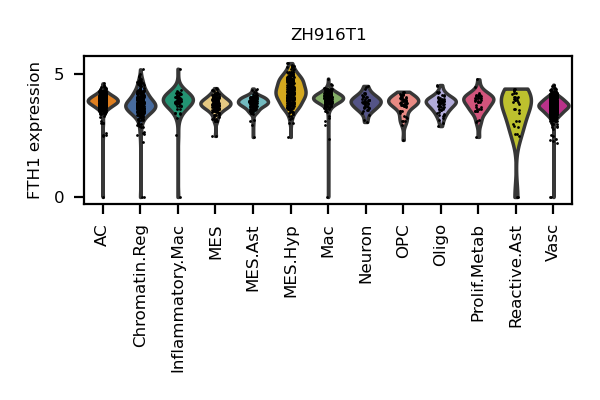 ZH916T1
FTH1 expression
5
0
AC
Chromatin.Reg
Inflammatory.Mac
MES
MES.Ast
MES.Hyp
Mac
Neuron
OPC
Oligo
Prolif.Metab
Reactive.Ast
Vasc